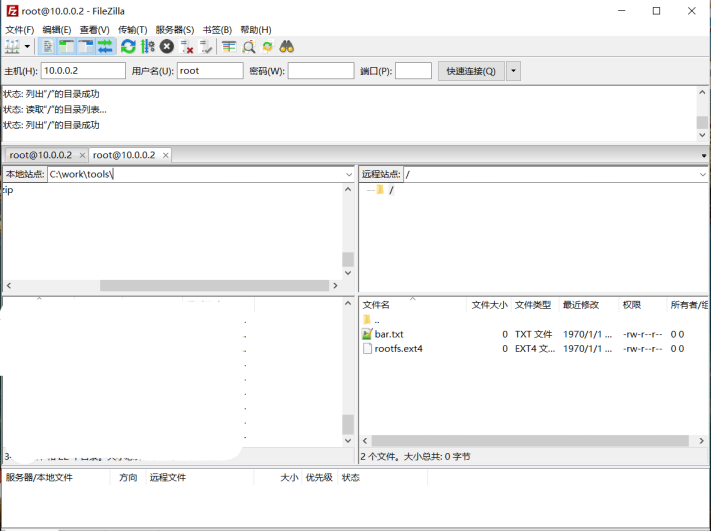 root@10.0.0.2 - FileZilla
文件(F) 编辑(E) 查看(V) 传输(T) 服务器(S) 书签(B) 帮助(H)
主机(H): 10.0.0.2 用户名(U): root 密码(W): 端口(P): 快速连接(Q)
状态: 列出“/”的目录成功
状态: 读取“/”的目录列表...
状态: 列出“/”的目录成功
root@10.0.0.2 root@10.0.0.2
本地站点: C:\work\tools\
远程站点: /
zip
/
文件名 文件大小 文件类型 最近修改 权限 所有者/组
..
bar.txt 0 TXT 文件 1970/1/1 ... -rw-r--r-- 0 0
rootfs.ext4 0 EXT4 文... 1970/1/1 ... -rw-r--r-- 0 0
2 个文件。大小总共: 0 字节
服务器/本地文件 方向 远程文件 大小 优先级 状态